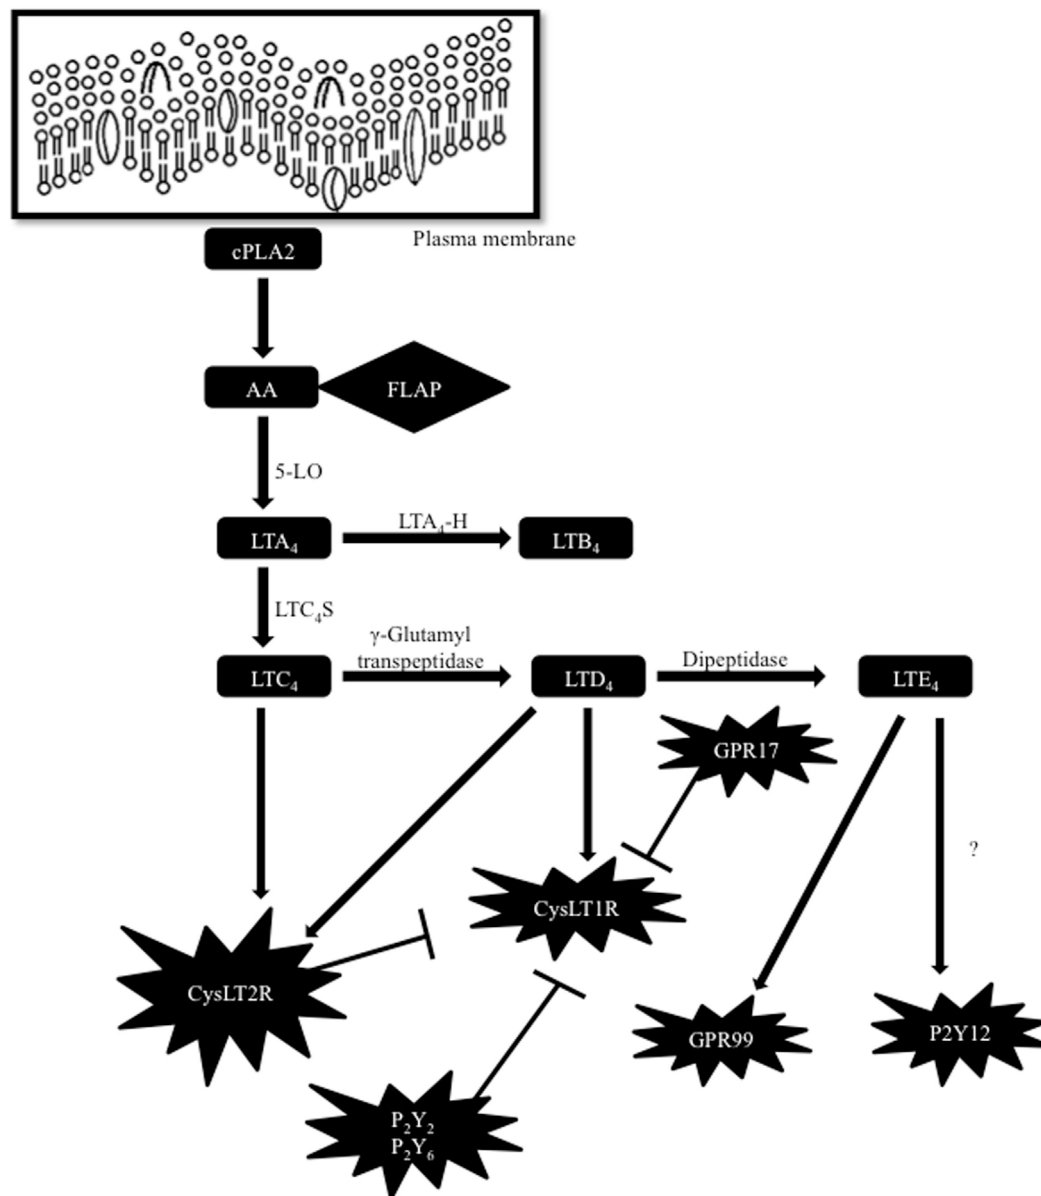 Plasma membrane
cPLA2
AA
FLAP
5-LO
LTA₄
LTA₄-H
LTB₄
LTC₄S
LTC₄
γ-Glutamyl
transpeptidase
LTD₄
Dipeptidase
LTE₄
GPR17
?
CysLT1R
CysLT2R
GPR99
P2Y12
P₂Y₂
P₂Y₆